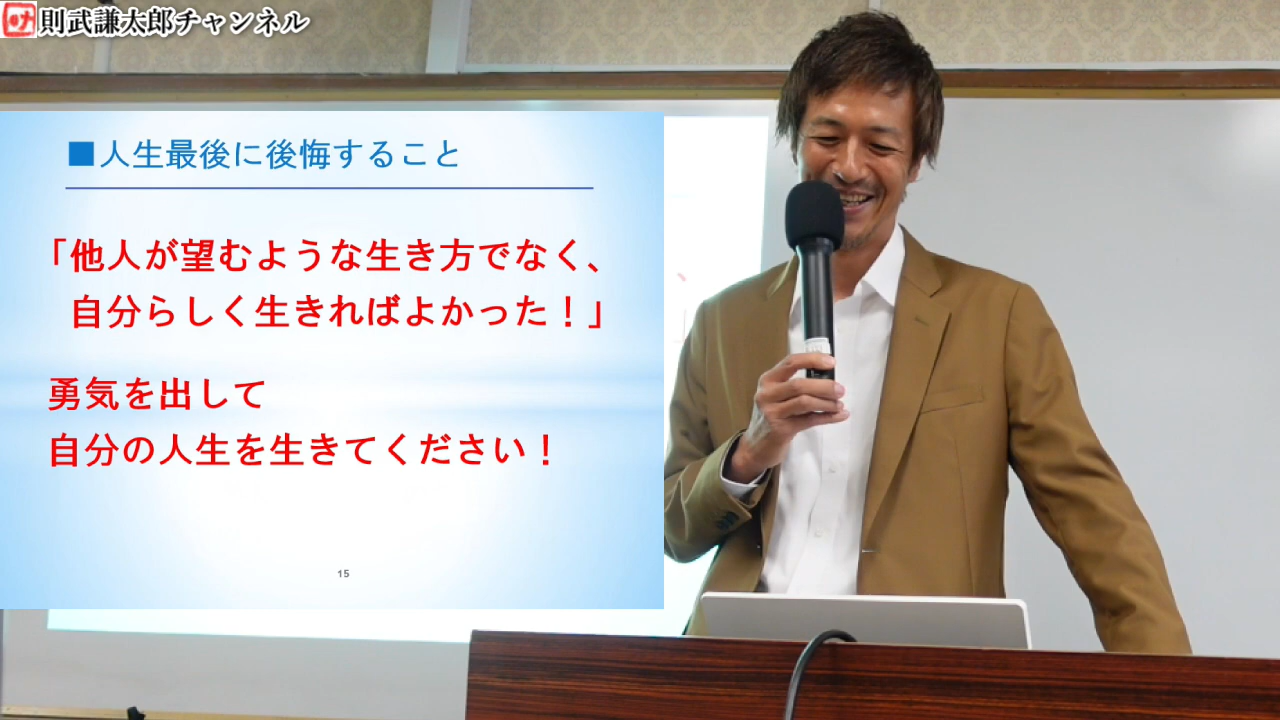 則武謙太郎チャンネル
■人生最後に後悔すること
「他人が望むような生き方でなく、
自分らしく生きればよかった！」
勇気を出して
自分の人生を生きてください！
15